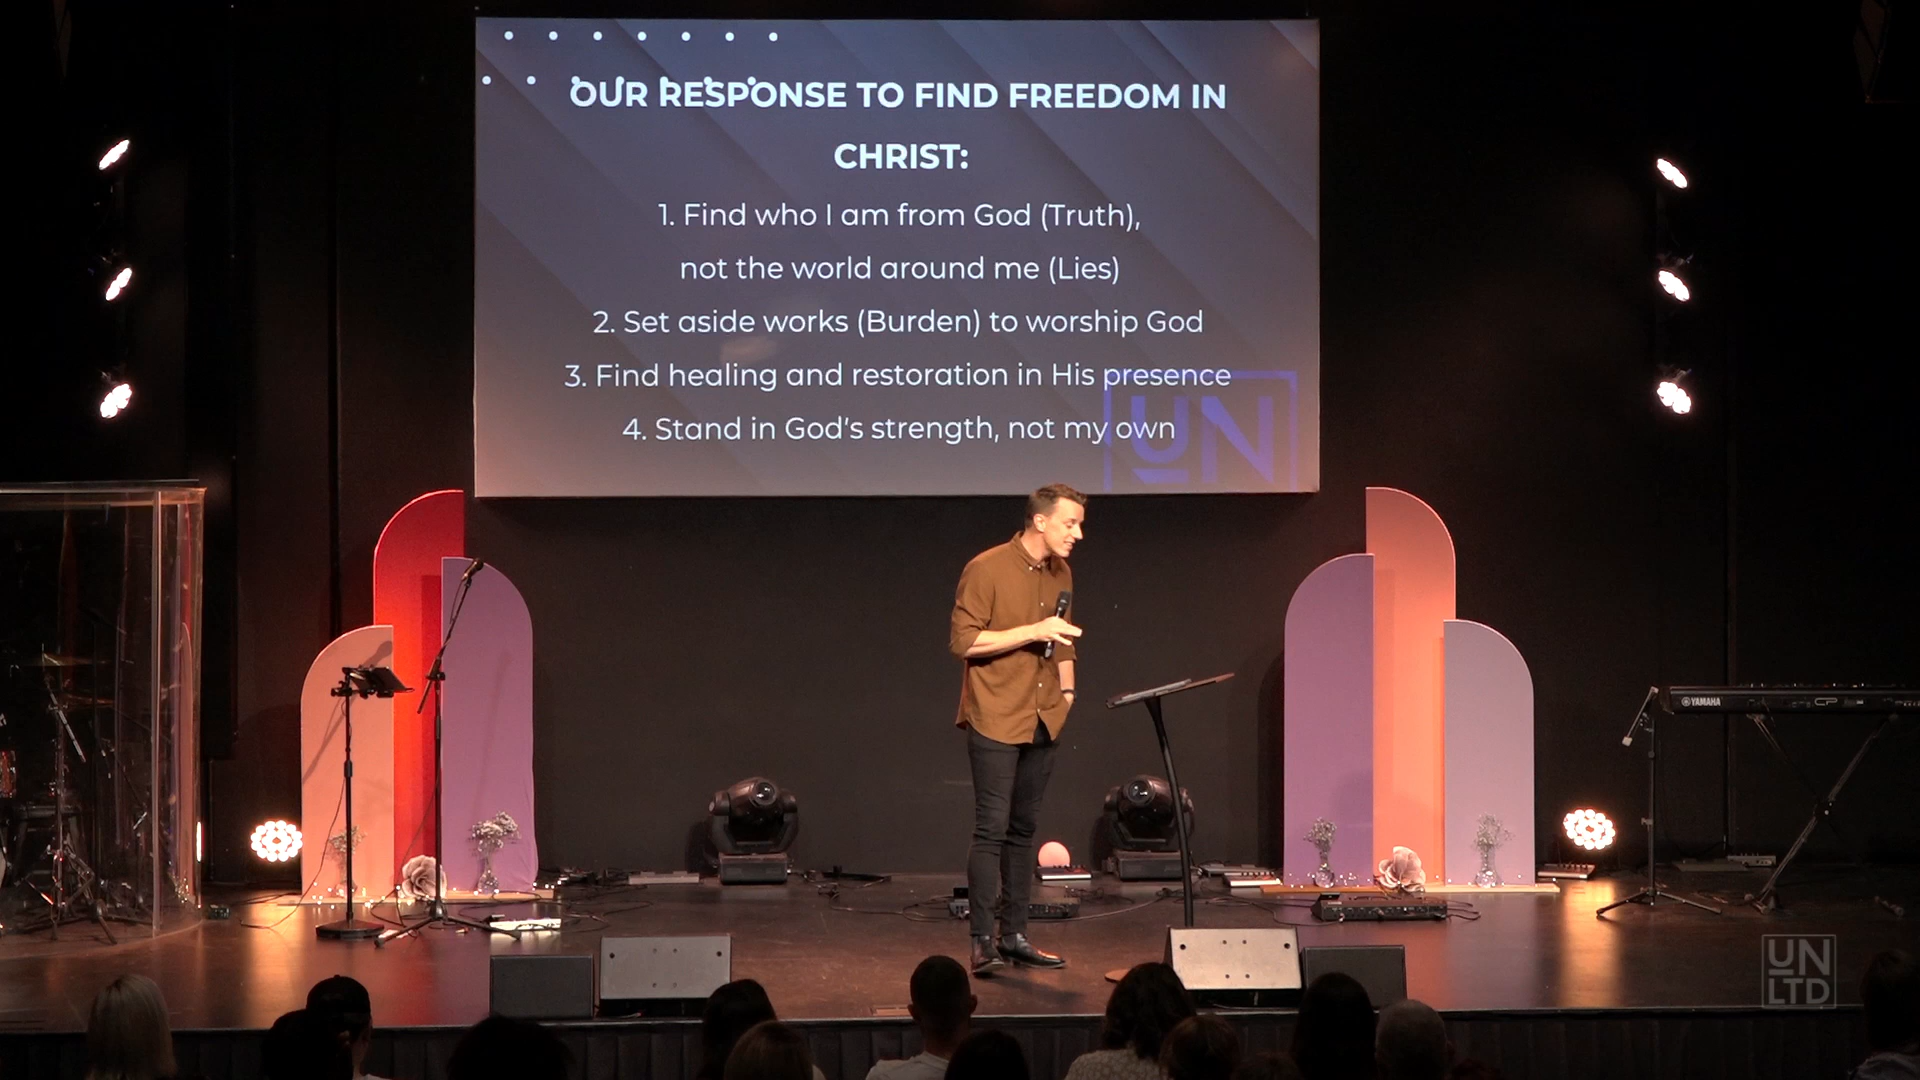 OUR RESPONSE TO FIND FREEDOM IN
CHRIST:
1. Find who I am from God (Truth),
not the world around me (Lies)
2. Set aside works (Burden) to worship God
3. Find healing and restoration in His presence
4. Stand in God's strength, not my own
UN
YAMAHA
CP
UN
LTD